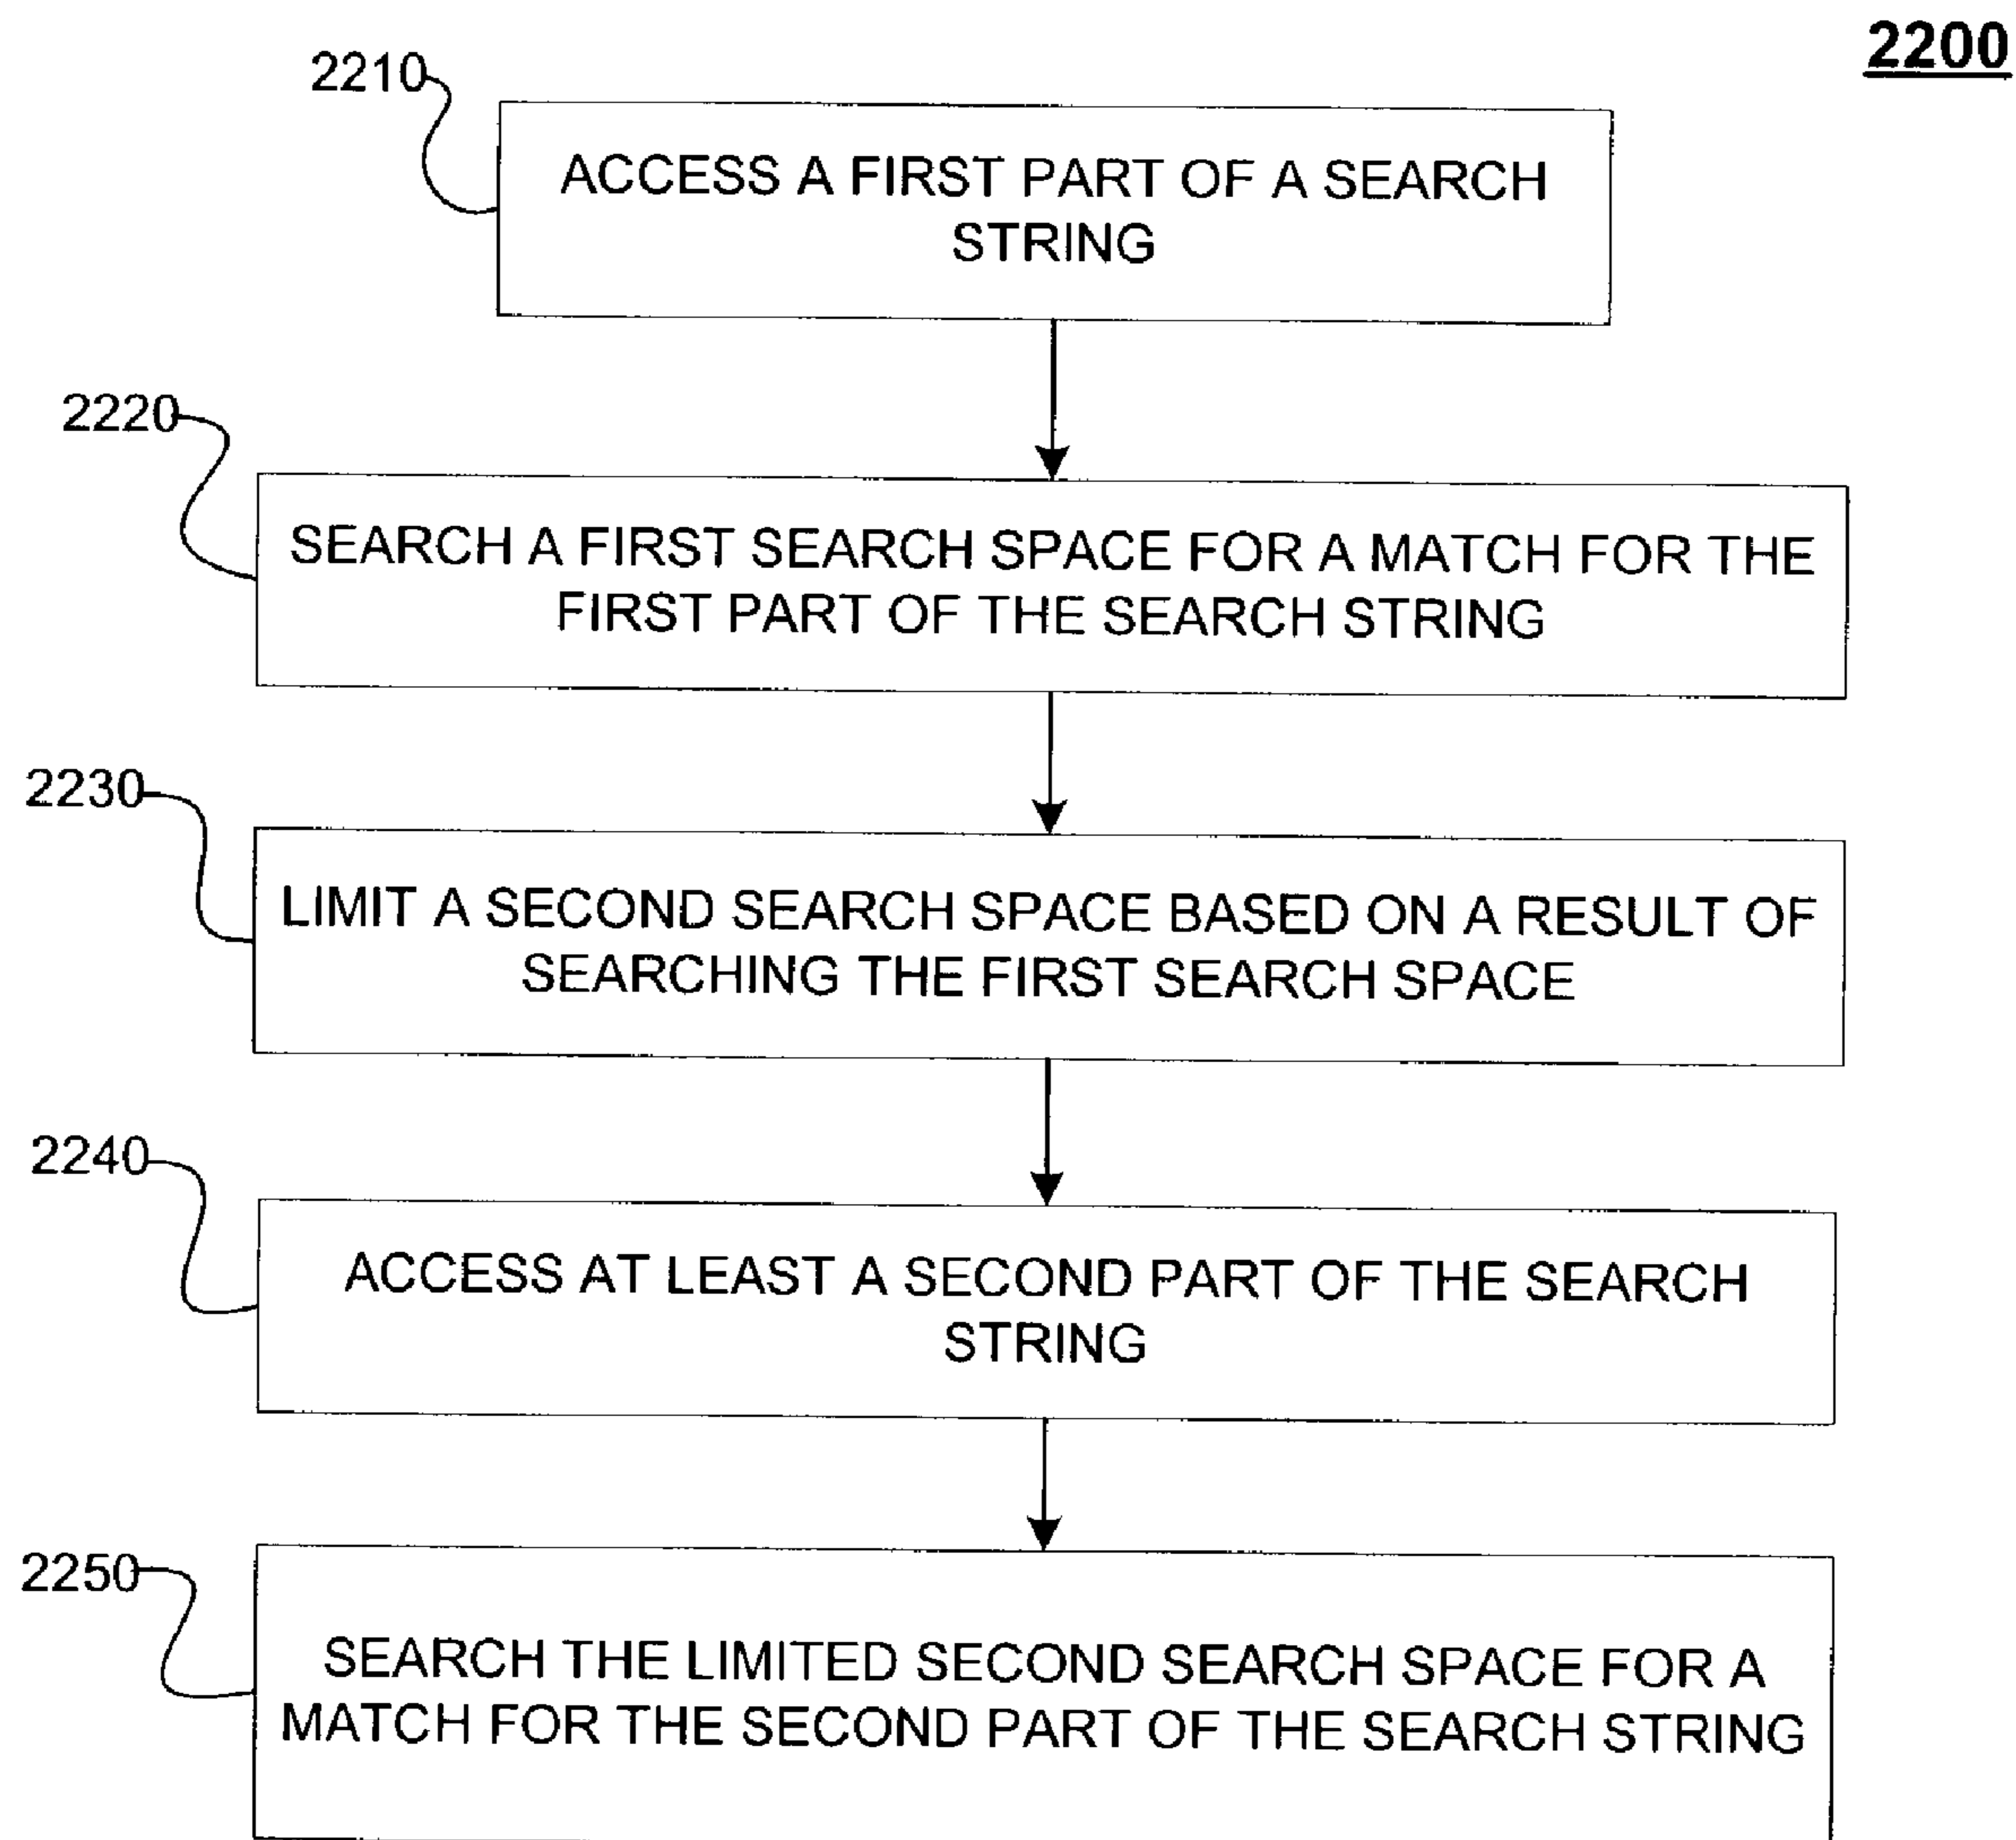 2200
2210
ACCESS A FIRST PART OF A SEARCH
STRING
2220
SEARCH A FIRST SEARCH SPACE FOR A MATCH FOR THE
FIRST PART OF THE SEARCH STRING
2230
LIMIT A SECOND SEARCH SPACE BASED ON A RESULT OF
SEARCHING THE FIRST SEARCH SPACE
2240
ACCESS AT LEAST A SECOND PART OF THE SEARCH
STRING
2250
SEARCH THE LIMITED SECOND SEARCH SPACE FOR A
MATCH FOR THE SECOND PART OF THE SEARCH STRING